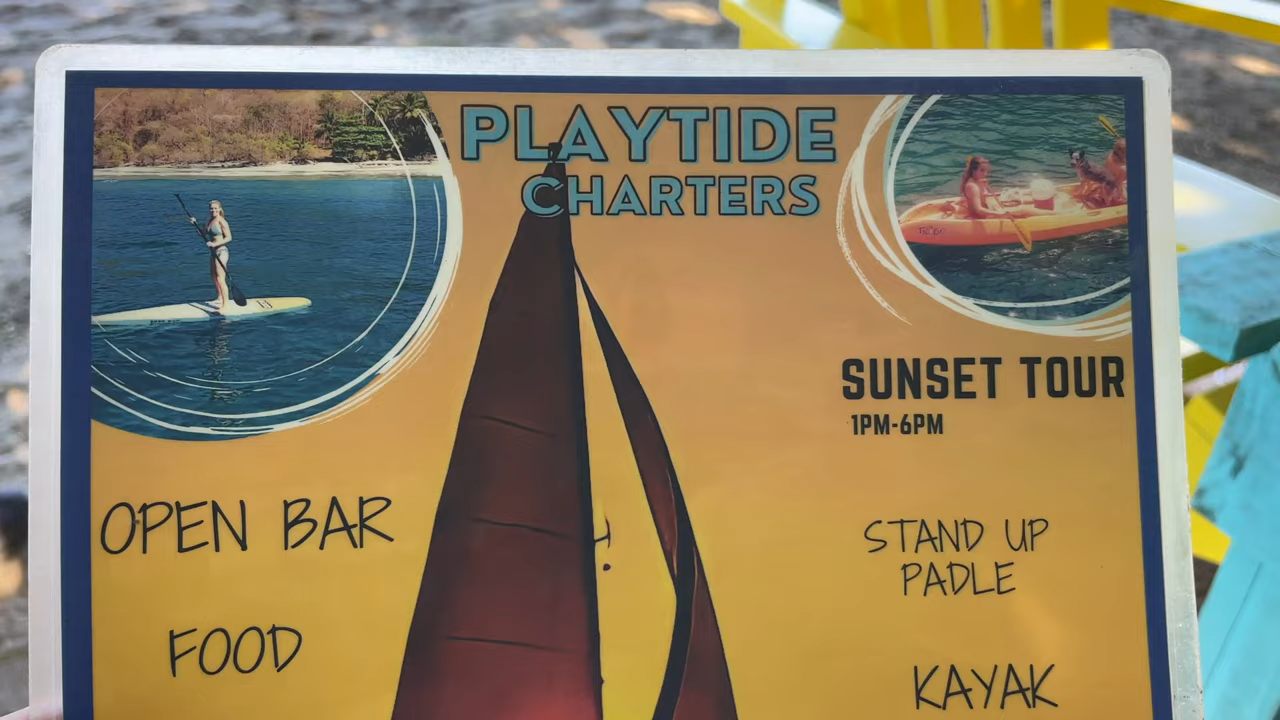 PLAYTIDE
CHARTERS
SUNSET TOUR
1PM-6PM
OPEN BAR
FOOD
STAND UP
PADLE
KAYAK